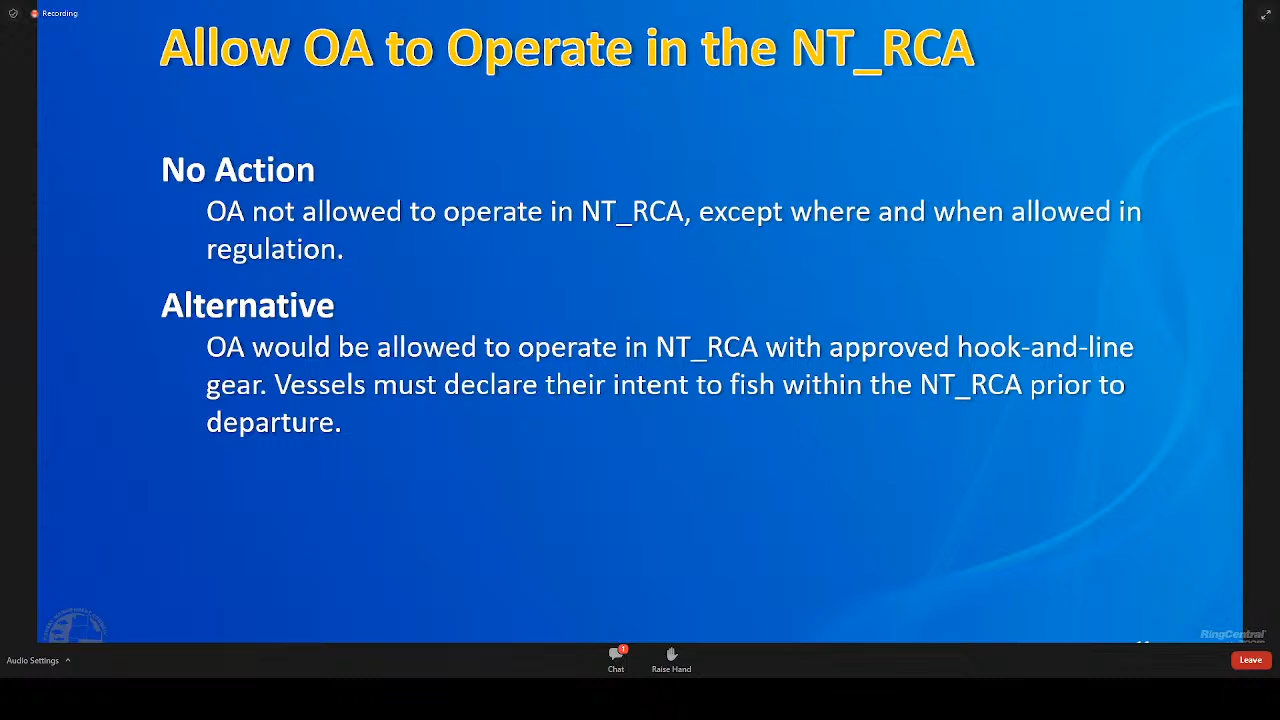 Recording
Allow OA to Operate in the NT_RCA
No Action
OA not allowed to operate in NT_RCA, except where and when allowed in
regulation.
Alternative
OA would be allowed to operate in NT_RCA with approved hook-and-line
gear. Vessels must declare their intent to fish within the NT_RCA prior to
departure.
RingCentral
Audio Settings
1
Chat
Raise Hand
Leave